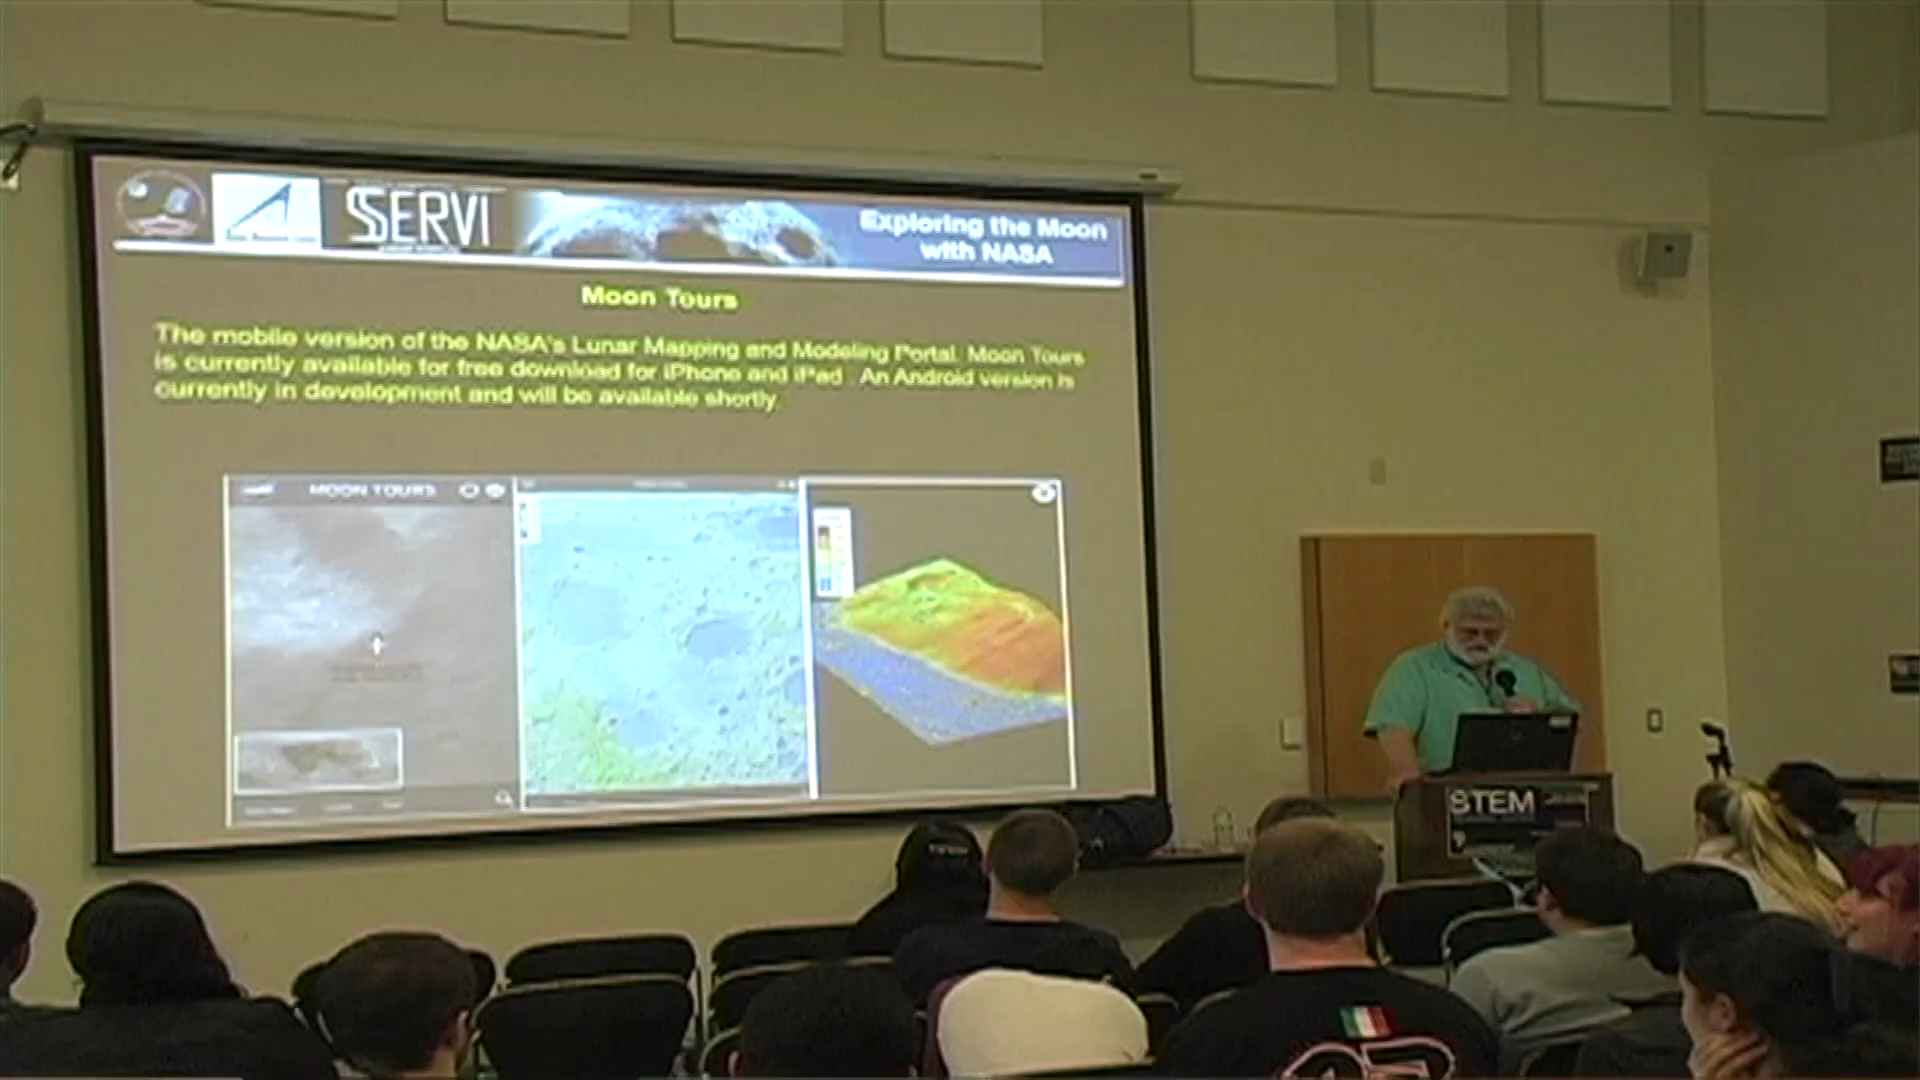 SSERVI
Exploring the Moon
with NASA
Moon Tours
The mobile version of the NASA's Lunar Mapping and Modeling Portal. Moon Tours
is currently available for free download for iPhone and iPad. An Android version is
currently in development and will be available shortly.
MOON TOURS
STEM